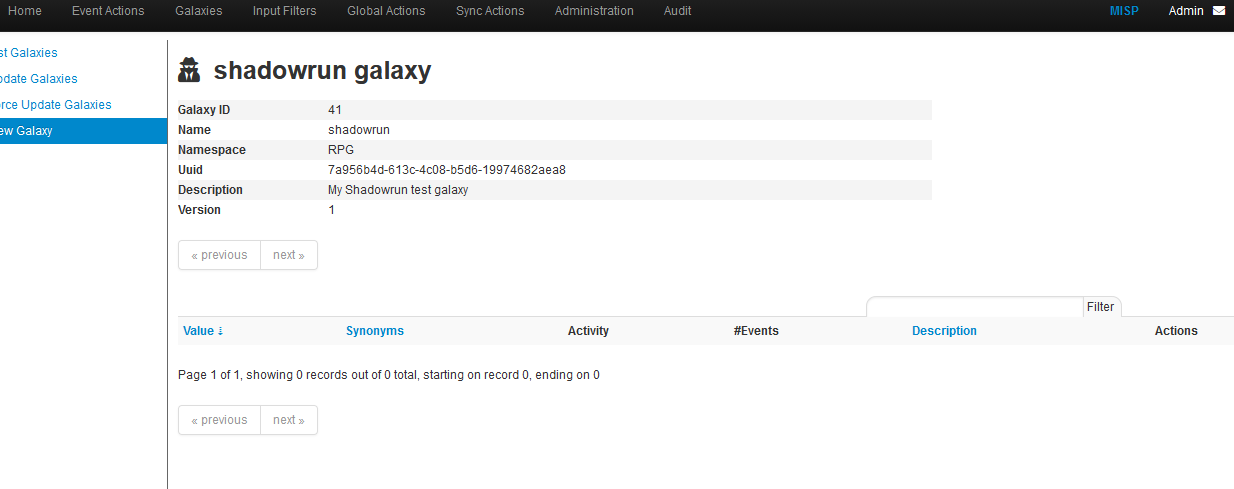 Home Event Actions Galaxies Input Filters Global Actions Sync Actions Administration Audit MISP Admin
st Galaxies
pdate Galaxies
orce Update Galaxies
ew Galaxy
shadowrun galaxy
Galaxy ID 41
Name shadowrun
Namespace RPG
Uuid 7a956b4d-613c-4c08-b5d6-19974682aea8
Description My Shadowrun test galaxy
Version 1
« previous next »
Filter
Value ↓ Synonyms Activity #Events Description Actions
Page 1 of 1, showing 0 records out of 0 total, starting on record 0, ending on 0
« previous next »